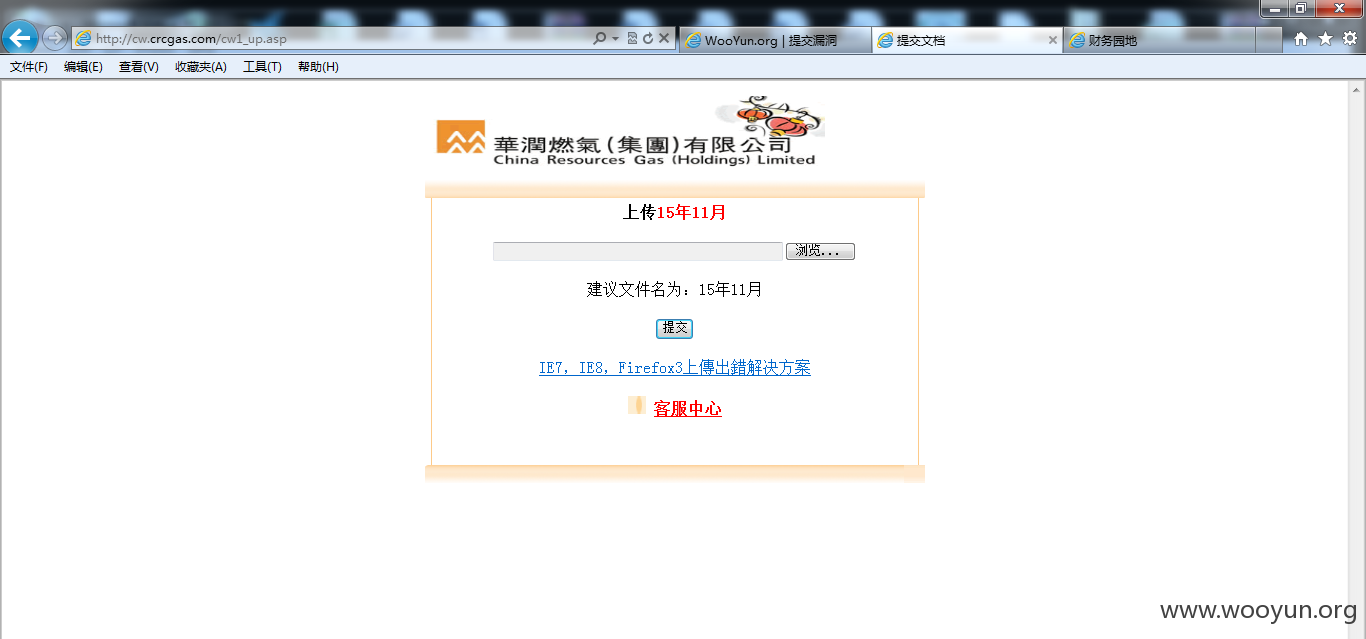 http://cw.crcgas.com/cw1_up.asp
WooYun.org | 提交漏洞
提交文档
财务园地
文件(F) 编辑(E) 查看(V) 收藏夹(A) 工具(T) 帮助(H)
華潤燃氣(集團)有限公司
China Resources Gas (Holdings) Limited
上传15年11月
浏览...
建议文件名为：15年11月
提交
IE7，IE8，Firefox3上傳出錯解决方案
客服中心
www.wooyun.org